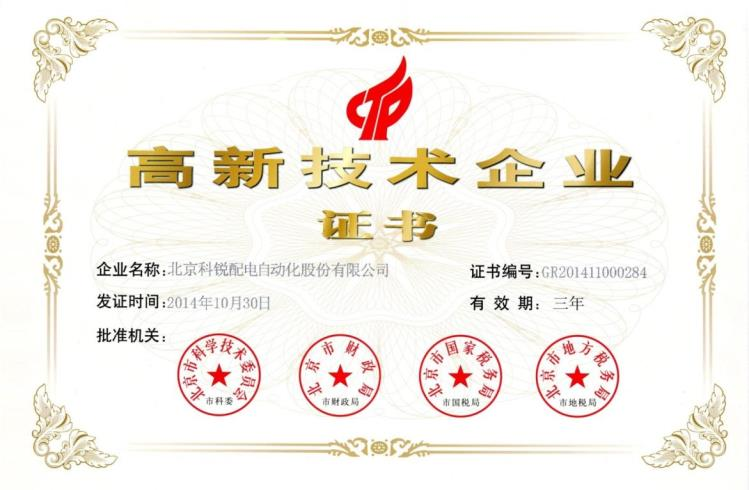 高新技术企业
证书
企业名称：北京科锐配电自动化股份有限公司
证书编号：GR201411000284
发证时间：2014年10月30日
有效期：三年
批准机关：
北京市科学技术委员会
市科委
北京市财政局
市财政局
北京市国家税务局
市国税局
北京市地方税务局
市地税局